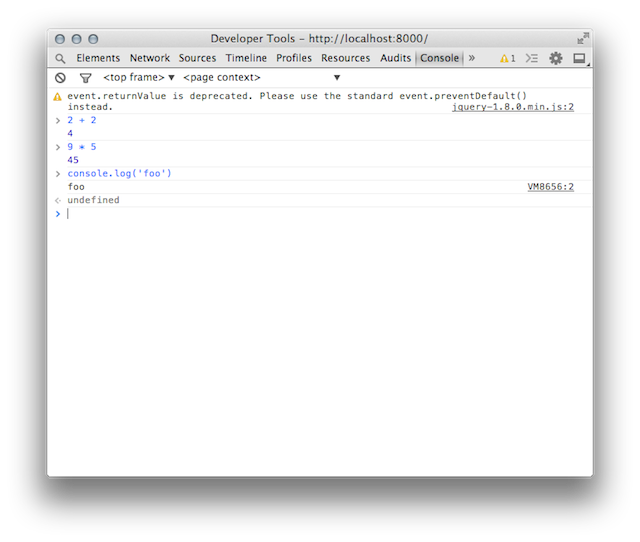 Developer Tools - http://localhost:8000/
Elements Network Sources Timeline Profiles Resources Audits Console » 1
<top frame> ▼ <page context> ▼
event.returnValue is deprecated. Please use the standard event.preventDefault()
instead. jquery-1.8.0.min.js:2
> 2 + 2
4
> 9 * 5
45
> console.log('foo')
foo VM8656:2
< undefined
>